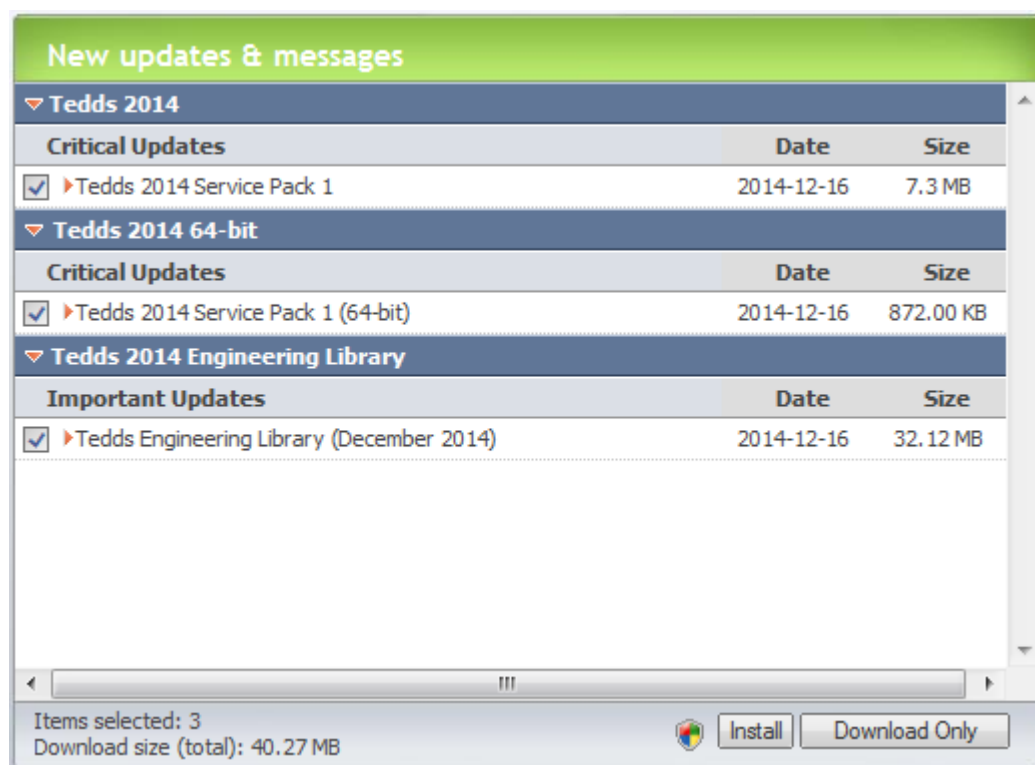 New updates & messages
Tedds 2014
Critical Updates Date Size
Tedds 2014 Service Pack 1 2014-12-16 7.3 MB
Tedds 2014 64-bit
Critical Updates Date Size
Tedds 2014 Service Pack 1 (64-bit) 2014-12-16 872.00 KB
Tedds 2014 Engineering Library
Important Updates Date Size
Tedds Engineering Library (December 2014) 2014-12-16 32.12 MB
Items selected: 3
Download size (total): 40.27 MB
Install Download Only